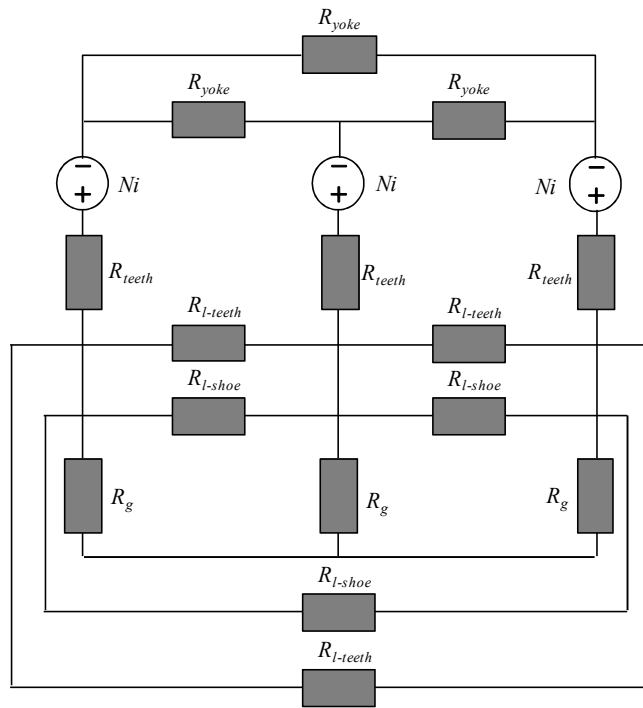 R_yoke
R_yoke R_yoke
− − −
+ Ni + Ni Ni +
R_teeth R_teeth R_teeth
R_l-teeth R_l-teeth
R_l-shoe R_l-shoe
R_g R_g R_g
R_l-shoe
R_l-teeth